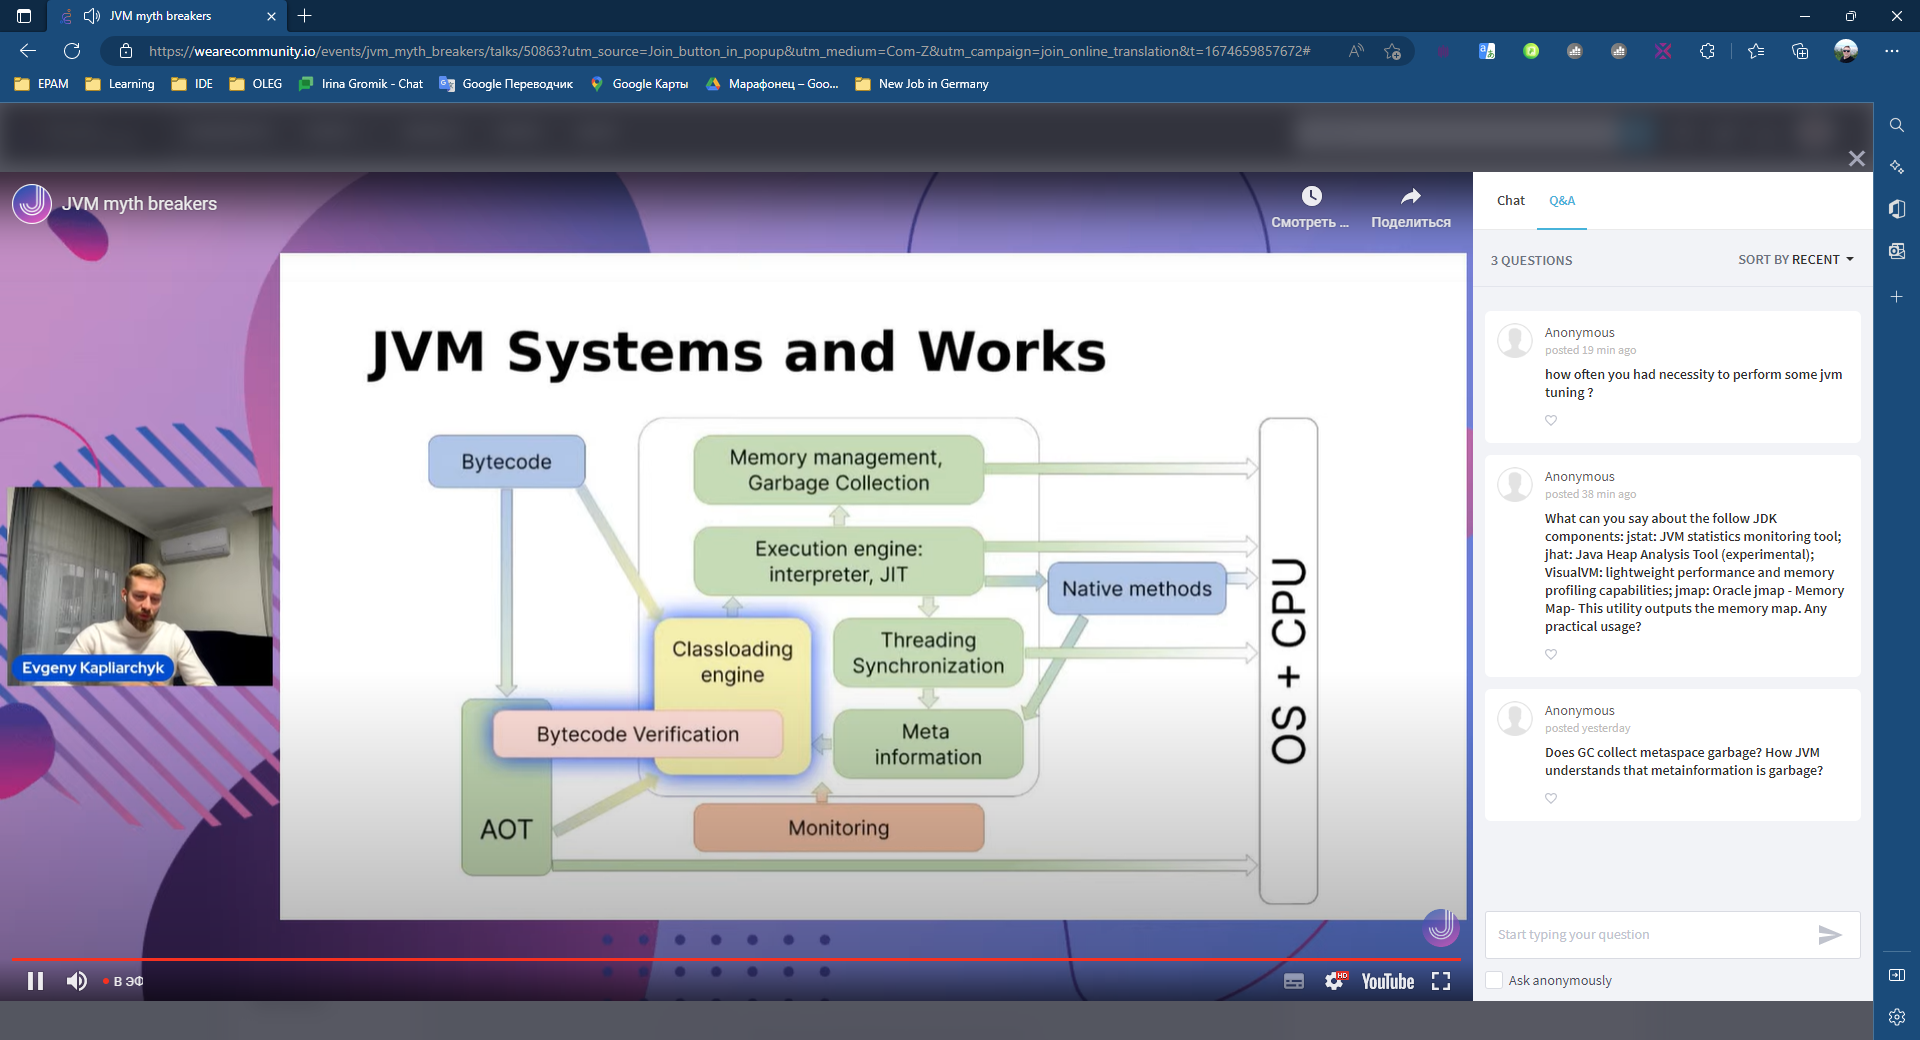 JVM myth breakers
https://wearecommunity.io/events/jvm_myth_breakers/talks/50863?utm_source=Join_button_in_popup&utm_medium=Com-Z&utm_campaign=join_online_translation&t=1674659857672#
EPAM
Learning
IDE
OLEG
Irina Gromik - Chat
Google Переводчик
Google Карты
Марафонец – Goo...
New Job in Germany
JVM myth breakers
Смотреть ...
Поделиться
JVM Systems and Works
Bytecode
Memory management,
Garbage Collection
Execution engine:
interpreter, JIT
Native methods
Classloading
engine
Threading
Synchronization
Bytecode Verification
Meta
information
AOT
Monitoring
OS + CPU
Evgeny Kapliarchyk
В ЭФ
HD
YouTube
Chat
Q&A
3 QUESTIONS
SORT BY RECENT
Anonymous
posted 19 min ago
how often you had necessity to perform some jvm
tuning ?
Anonymous
posted 38 min ago
What can you say about the follow JDK
components: jstat: JVM statistics monitoring tool;
jhat: Java Heap Analysis Tool (experimental);
VisualVM: lightweight performance and memory
profiling capabilities; jmap: Oracle jmap - Memory
Map- This utility outputs the memory map. Any
practical usage?
Anonymous
posted yesterday
Does GC collect metaspace garbage? How JVM
understands that metainformation is garbage?
Start typing your question
Ask anonymously